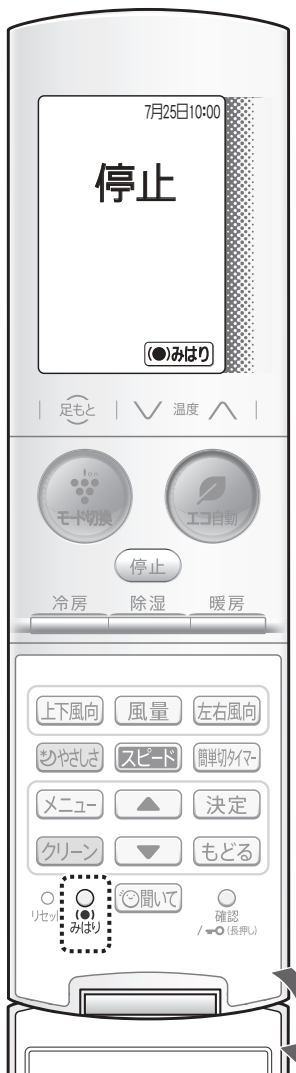 7月25日10:00
停止
(●)みはり
足もと 温度
ion
モード切換 エコ自動
停止
冷房 除湿 暖房
上下風向 風量 左右風向
やさしさ スピード 簡単切タイマー
メニュー ▲ 決定
クリーン ▼ もどる
リセット (●)みはり 聞いて 確認/(長押し)